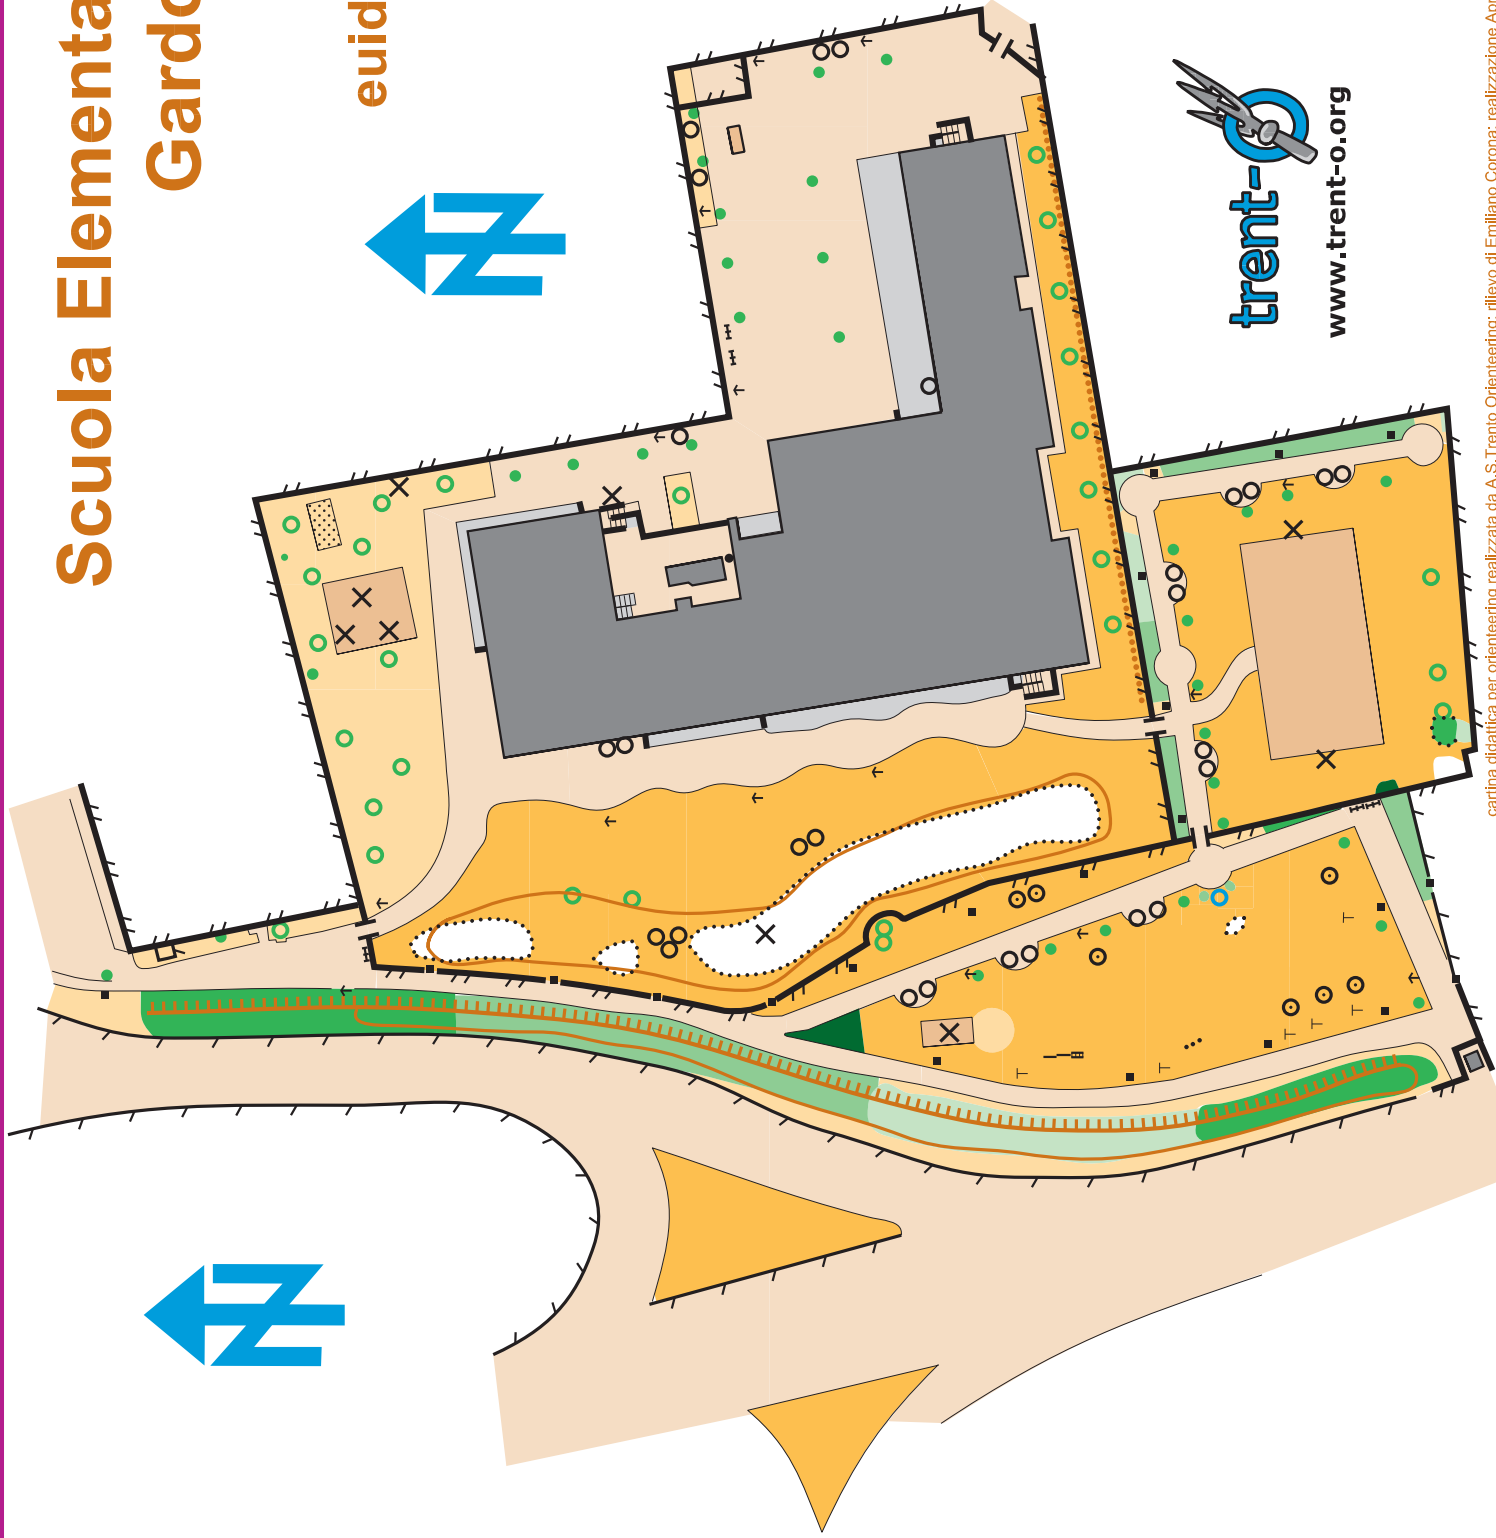 Scuola Elementa
Gardo
euid
N
N
trent-O
www.trent-o.org
cartina didattica per orienteering realizzata da A.S.Trento Orienteering: rilievo di Emiliano Corona: realizzazione Apr